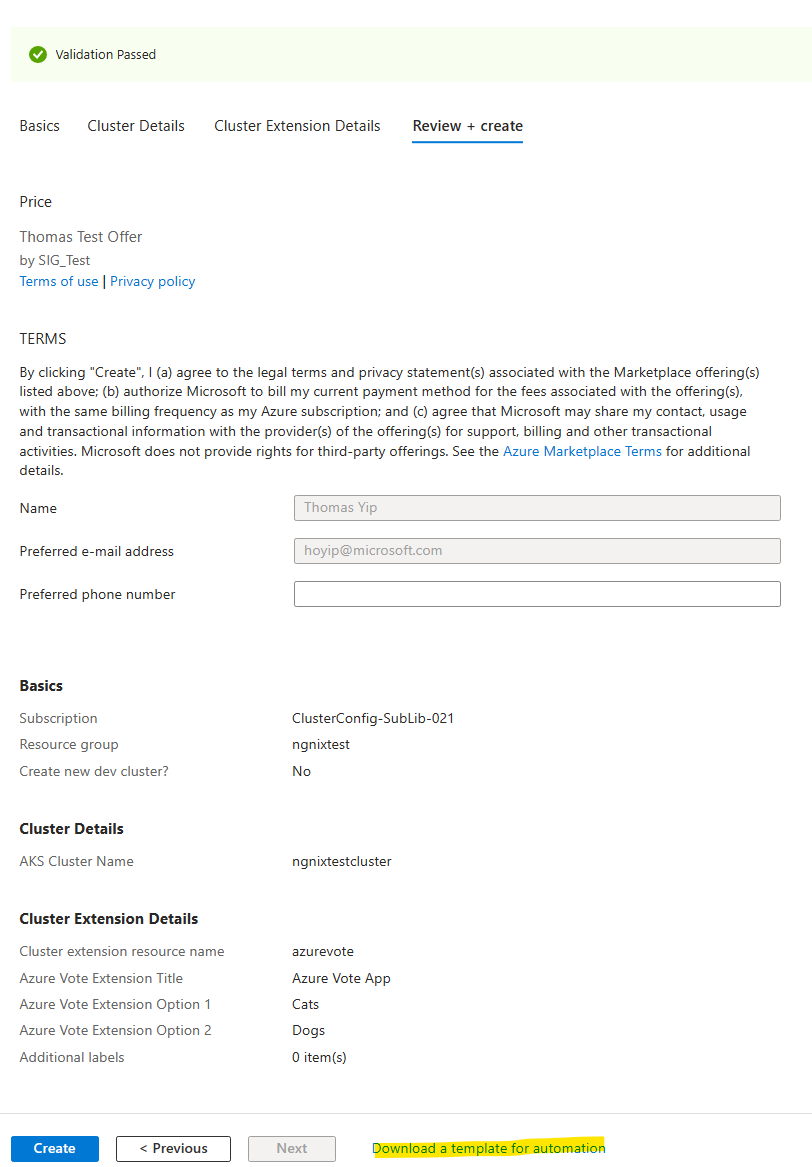 Validation Passed
Basics Cluster Details Cluster Extension Details Review + create
Price
Thomas Test Offer
by SIG_Test
Terms of use | Privacy policy
TERMS
By clicking "Create", I (a) agree to the legal terms and privacy statement(s) associated with the Marketplace offering(s)
listed above; (b) authorize Microsoft to bill my current payment method for the fees associated with the offering(s),
with the same billing frequency as my Azure subscription; and (c) agree that Microsoft may share my contact, usage
and transactional information with the provider(s) of the offering(s) for support, billing and other transactional
activities. Microsoft does not provide rights for third-party offerings. See the Azure Marketplace Terms for additional
details.
Name Thomas Yip
Preferred e-mail address hoyip@microsoft.com
Preferred phone number
Basics
Subscription ClusterConfig-SubLib-021
Resource group ngnixtest
Create new dev cluster? No
Cluster Details
AKS Cluster Name ngnixtestcluster
Cluster Extension Details
Cluster extension resource name azurevote
Azure Vote Extension Title Azure Vote App
Azure Vote Extension Option 1 Cats
Azure Vote Extension Option 2 Dogs
Additional labels 0 item(s)
Create < Previous Next Download a template for automation